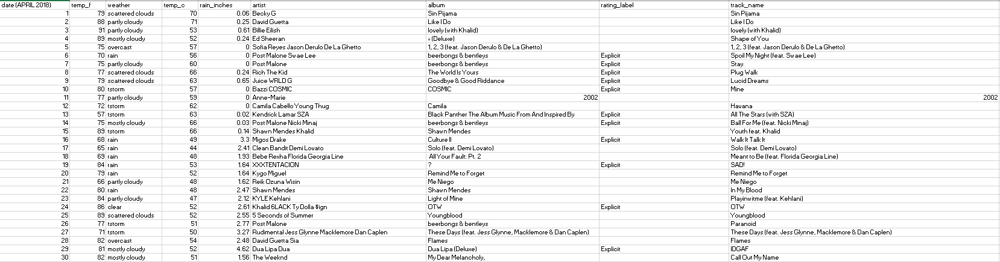 date (APRIL 2018) temp_f weather temp_c rain_inches artist album rating_label track_name
1 79 scattered clouds 70 0.06 Becky G Sin Pijama Sin Pijama
2 88 partly cloudy 71 0.25 David Guetta Like I Do Like I Do
3 91 partly cloudy 53 0.61 Billie Eilish lovely (with Khalid) lovely (with Khalid)
4 89 mostly cloudy 52 0.24 Ed Sheeran ÷ (Deluxe) Shape of You
5 75 overcast 57 0 Sofia Reyes Jason Derulo De La Ghetto 1, 2, 3 (feat. Jason Derulo & De La Ghetto) 1, 2, 3 (feat. Jason Derulo & De La Ghetto)
6 70 rain 56 0 Post Malone Swae Lee beerbongs & bentleys Explicit Spoil My Night (feat. Swae Lee)
7 75 partly cloudy 60 0 Post Malone beerbongs & bentleys Explicit Stay
8 77 scattered clouds 66 0.24 Rich The Kid The World Is Yours Explicit Plug Walk
9 79 scattered clouds 63 0.65 Juice WRLD G Goodbye & Good Riddance Explicit Lucid Dreams
10 80 tstorm 57 0 Bazzi COSMIC COSMIC Explicit Mine
11 77 partly cloudy 59 0 Anne-Marie 2002 2002
12 72 tstorm 62 0 Camila Cabello Young Thug Camila Havana
13 57 tstorm 63 0.02 Kendrick Lamar SZA Black Panther The Album Music From And Inspired By Explicit All The Stars (with SZA)
14 75 mostly cloudy 66 0.03 Post Malone Nicki Minaj beerbongs & bentleys Explicit Ball For Me (feat. Nicki Minaj)
15 89 tstorm 66 0.14 Shawn Mendes Khalid Shawn Mendes Youth feat. Khalid
16 68 rain 49 3.3 Migos Drake Culture II Explicit Walk It Talk It
17 65 rain 44 2.41 Clean Bandit Demi Lovato Solo (feat. Demi Lovato) Solo (feat. Demi Lovato)
18 69 rain 48 1.93 Bebe Rexha Florida Georgia Line All Your Fault: Pt. 2 Meant to Be (feat. Florida Georgia Line)
19 84 rain 53 1.64 XXXTENTACION ? Explicit SAD!
20 79 rain 52 1.64 Kygo Miguel Remind Me to Forget Remind Me to Forget
21 66 partly cloudy 48 1.62 Reik Ozuna Wisin Me Niego Me Niego
22 80 rain 48 2.47 Shawn Mendes Shawn Mendes In My Blood
23 84 partly cloudy 47 2.12 KYLE Kehlani Light of Mine Playinwitme (feat. Kehlani)
24 86 clear 52 2.61 Khalid 6LACK Ty Dolla $ign OTW Explicit OTW
25 89 scattered clouds 52 2.55 5 Seconds of Summer Youngblood Youngblood
26 77 tstorm 51 2.77 Post Malone beerbongs & bentleys Paranoid
27 71 tstorm 50 3.27 Rudimental Jess Glynne Macklemore Dan Caplen These Days (feat. Jess Glynne, Macklemore & Dan Caplen) These Days (feat. Jess Glynne, Macklemore & Dan Caplen)
28 82 overcast 54 2.48 David Guetta Sia Flames Flames
29 81 mostly cloudy 52 4.62 Dua Lipa Dua Dua Lipa (Deluxe) Explicit IDGAF
30 82 mostly cloudy 51 1.56 The Weeknd My Dear Melancholy, Call Out My Name